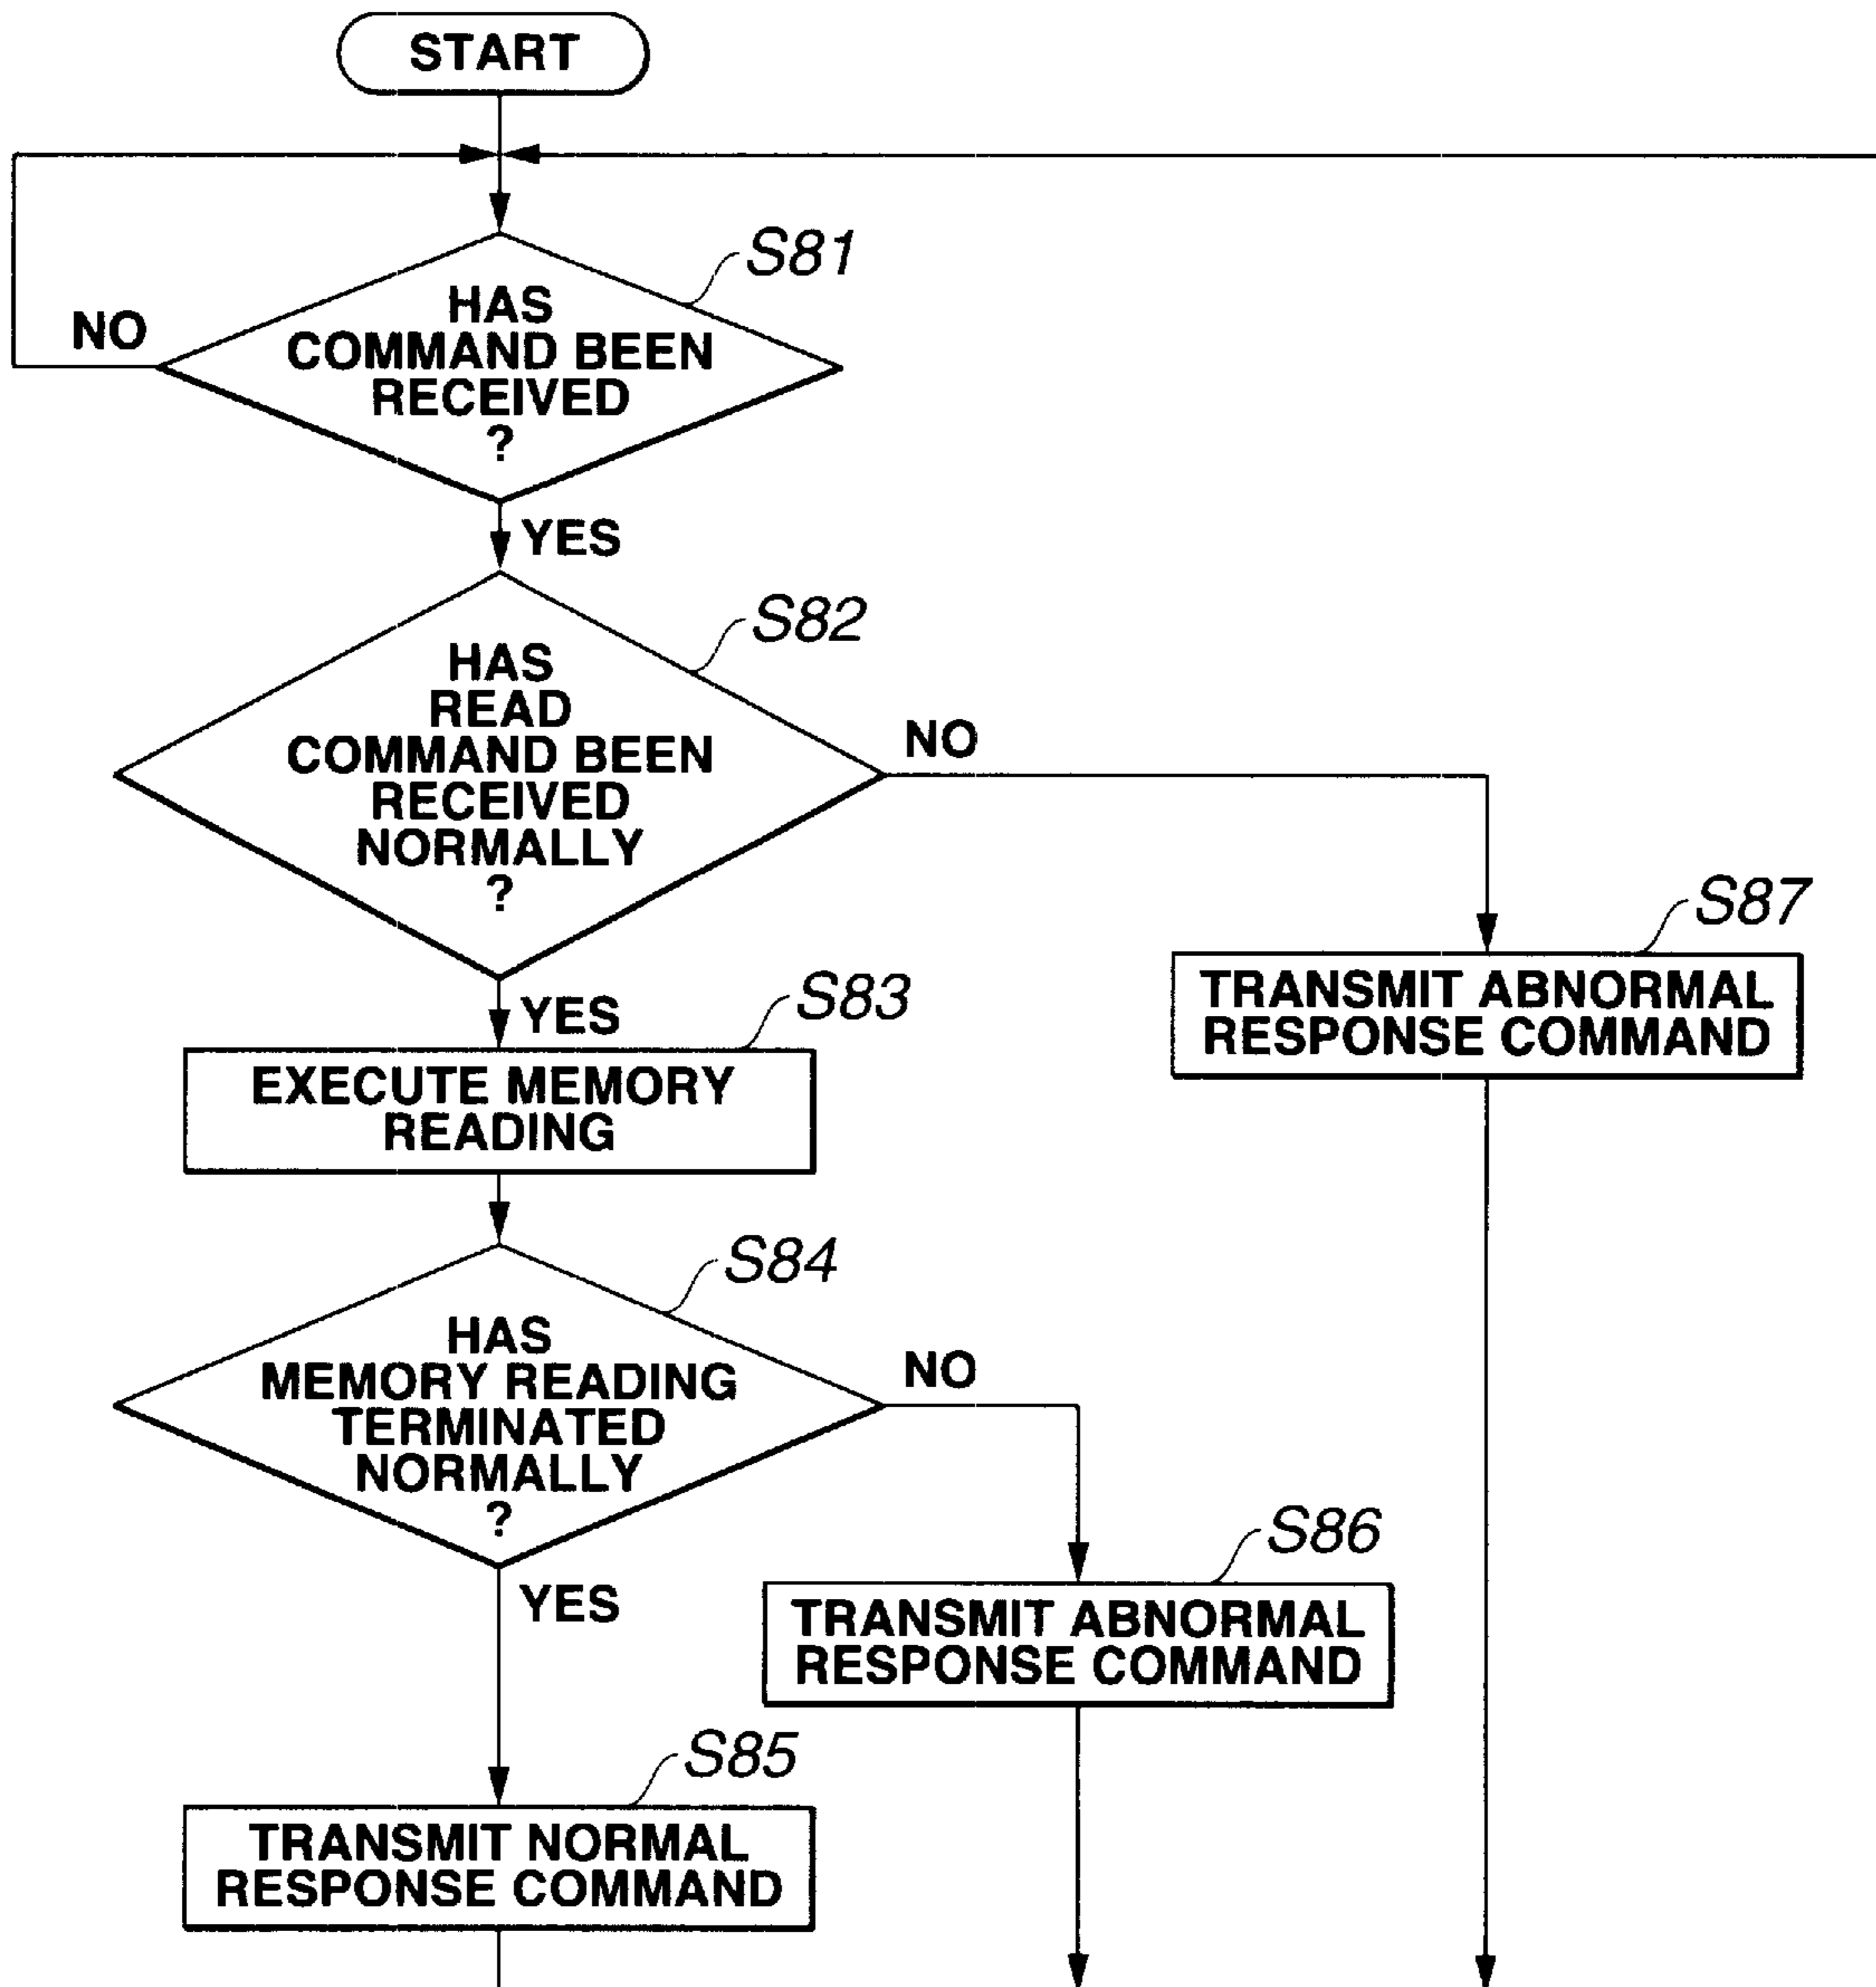 START
S81
HAS
COMMAND BEEN
RECEIVED
?
NO
YES
S82
HAS
READ
COMMAND BEEN
RECEIVED
NORMALLY
?
NO
S87
TRANSMIT ABNORMAL
RESPONSE COMMAND
YES
S83
EXECUTE MEMORY
READING
S84
HAS
MEMORY READING
TERMINATED
NORMALLY
?
NO
S86
TRANSMIT ABNORMAL
RESPONSE COMMAND
YES
S85
TRANSMIT NORMAL
RESPONSE COMMAND